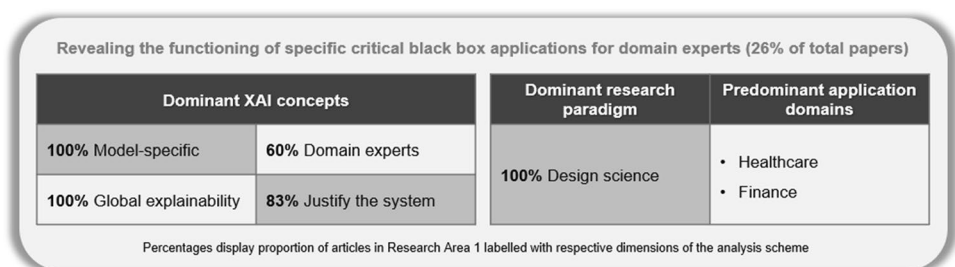 Revealing the functioning of specific critical black box applications for domain experts (26% of total papers)
Dominant XAI concepts
Dominant research
paradigm
Predominant application
domains
100% Model-specific
60% Domain experts
100% Global explainability
83% Justify the system
100% Design science
• Healthcare
• Finance
Percentages display proportion of articles in Research Area 1 labelled with respective dimensions of the analysis scheme